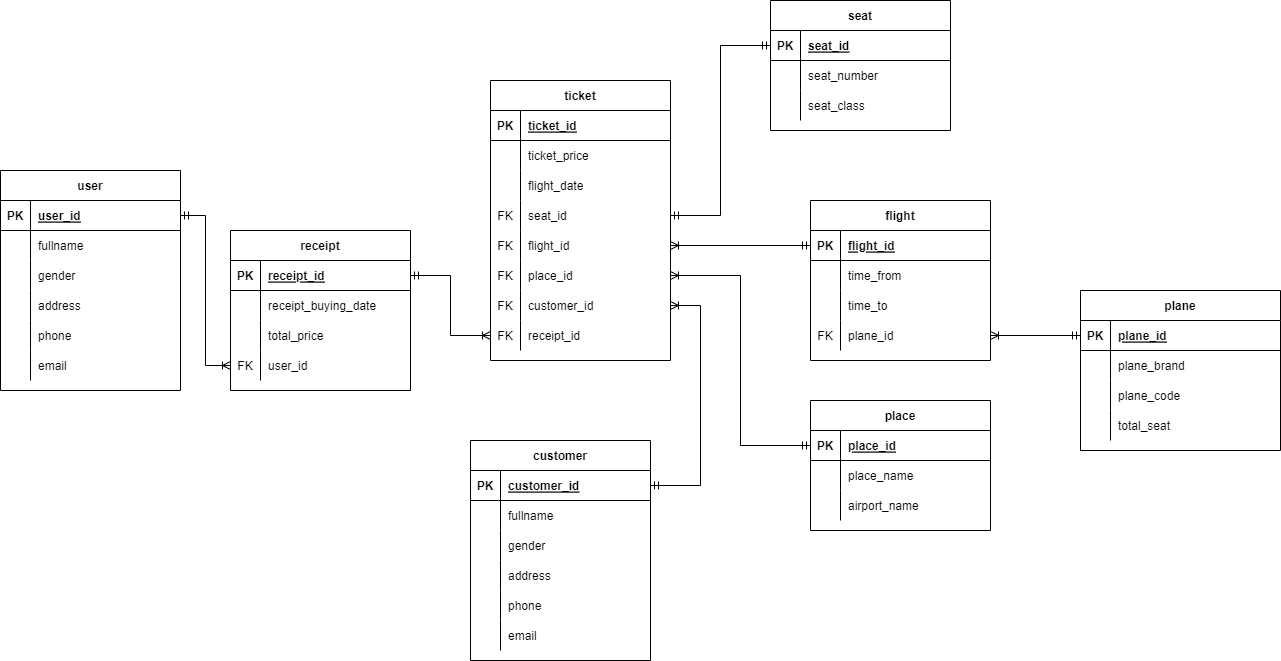 seat
PK seat_id
seat_number
seat_class
ticket
PK ticket_id
ticket_price
flight_date
FK seat_id
FK flight_id
FK place_id
FK customer_id
FK receipt_id
user
PK user_id
fullname
gender
address
phone
email
receipt
PK receipt_id
receipt_buying_date
total_price
FK user_id
flight
PK flight_id
time_from
time_to
FK plane_id
plane
PK plane_id
plane_brand
plane_code
total_seat
place
PK place_id
place_name
airport_name
customer
PK customer_id
fullname
gender
address
phone
email